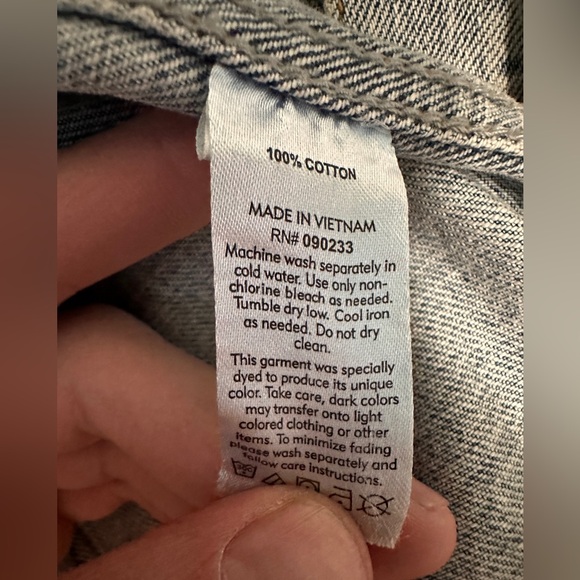 100% COTTON
MADE IN VIETNAM
RN# 090233
Machine wash separately in
cold water. Use only non-
chlorine bleach as needed.
Tumble dry low. Cool iron
as needed. Do not dry
clean.
This garment was specially
dyed to produce its unique
color. Take care, dark colors
may transfer onto light
colored clothing or other
items. To minimize fading
please wash separately and
follow care instructions.